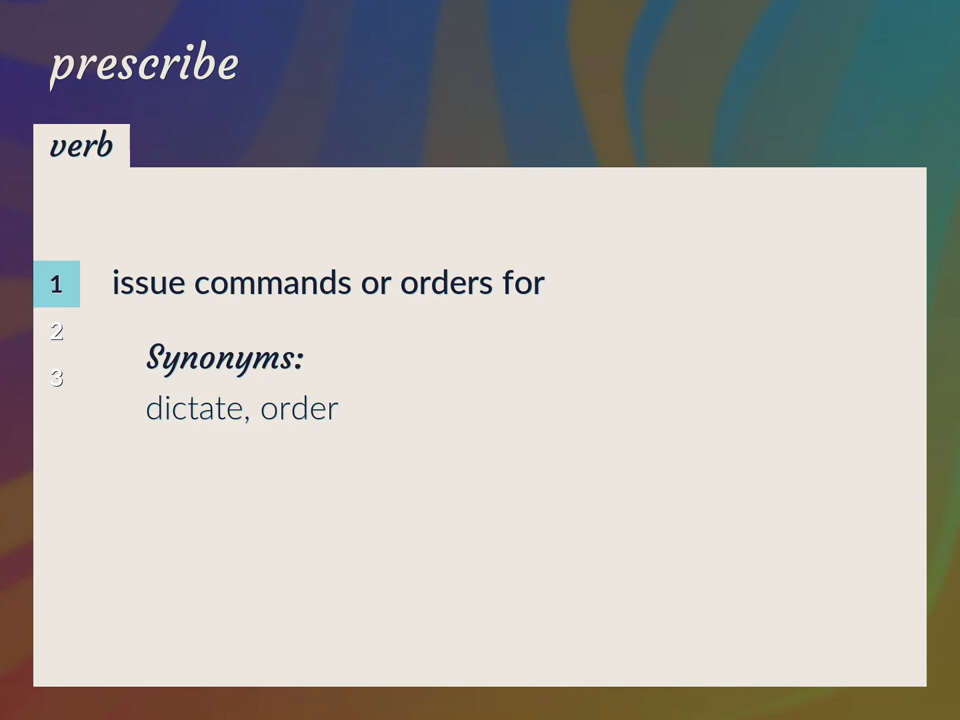 prescribe
verb
1 issue commands or orders for
2
Synonyms:
3
dictate, order